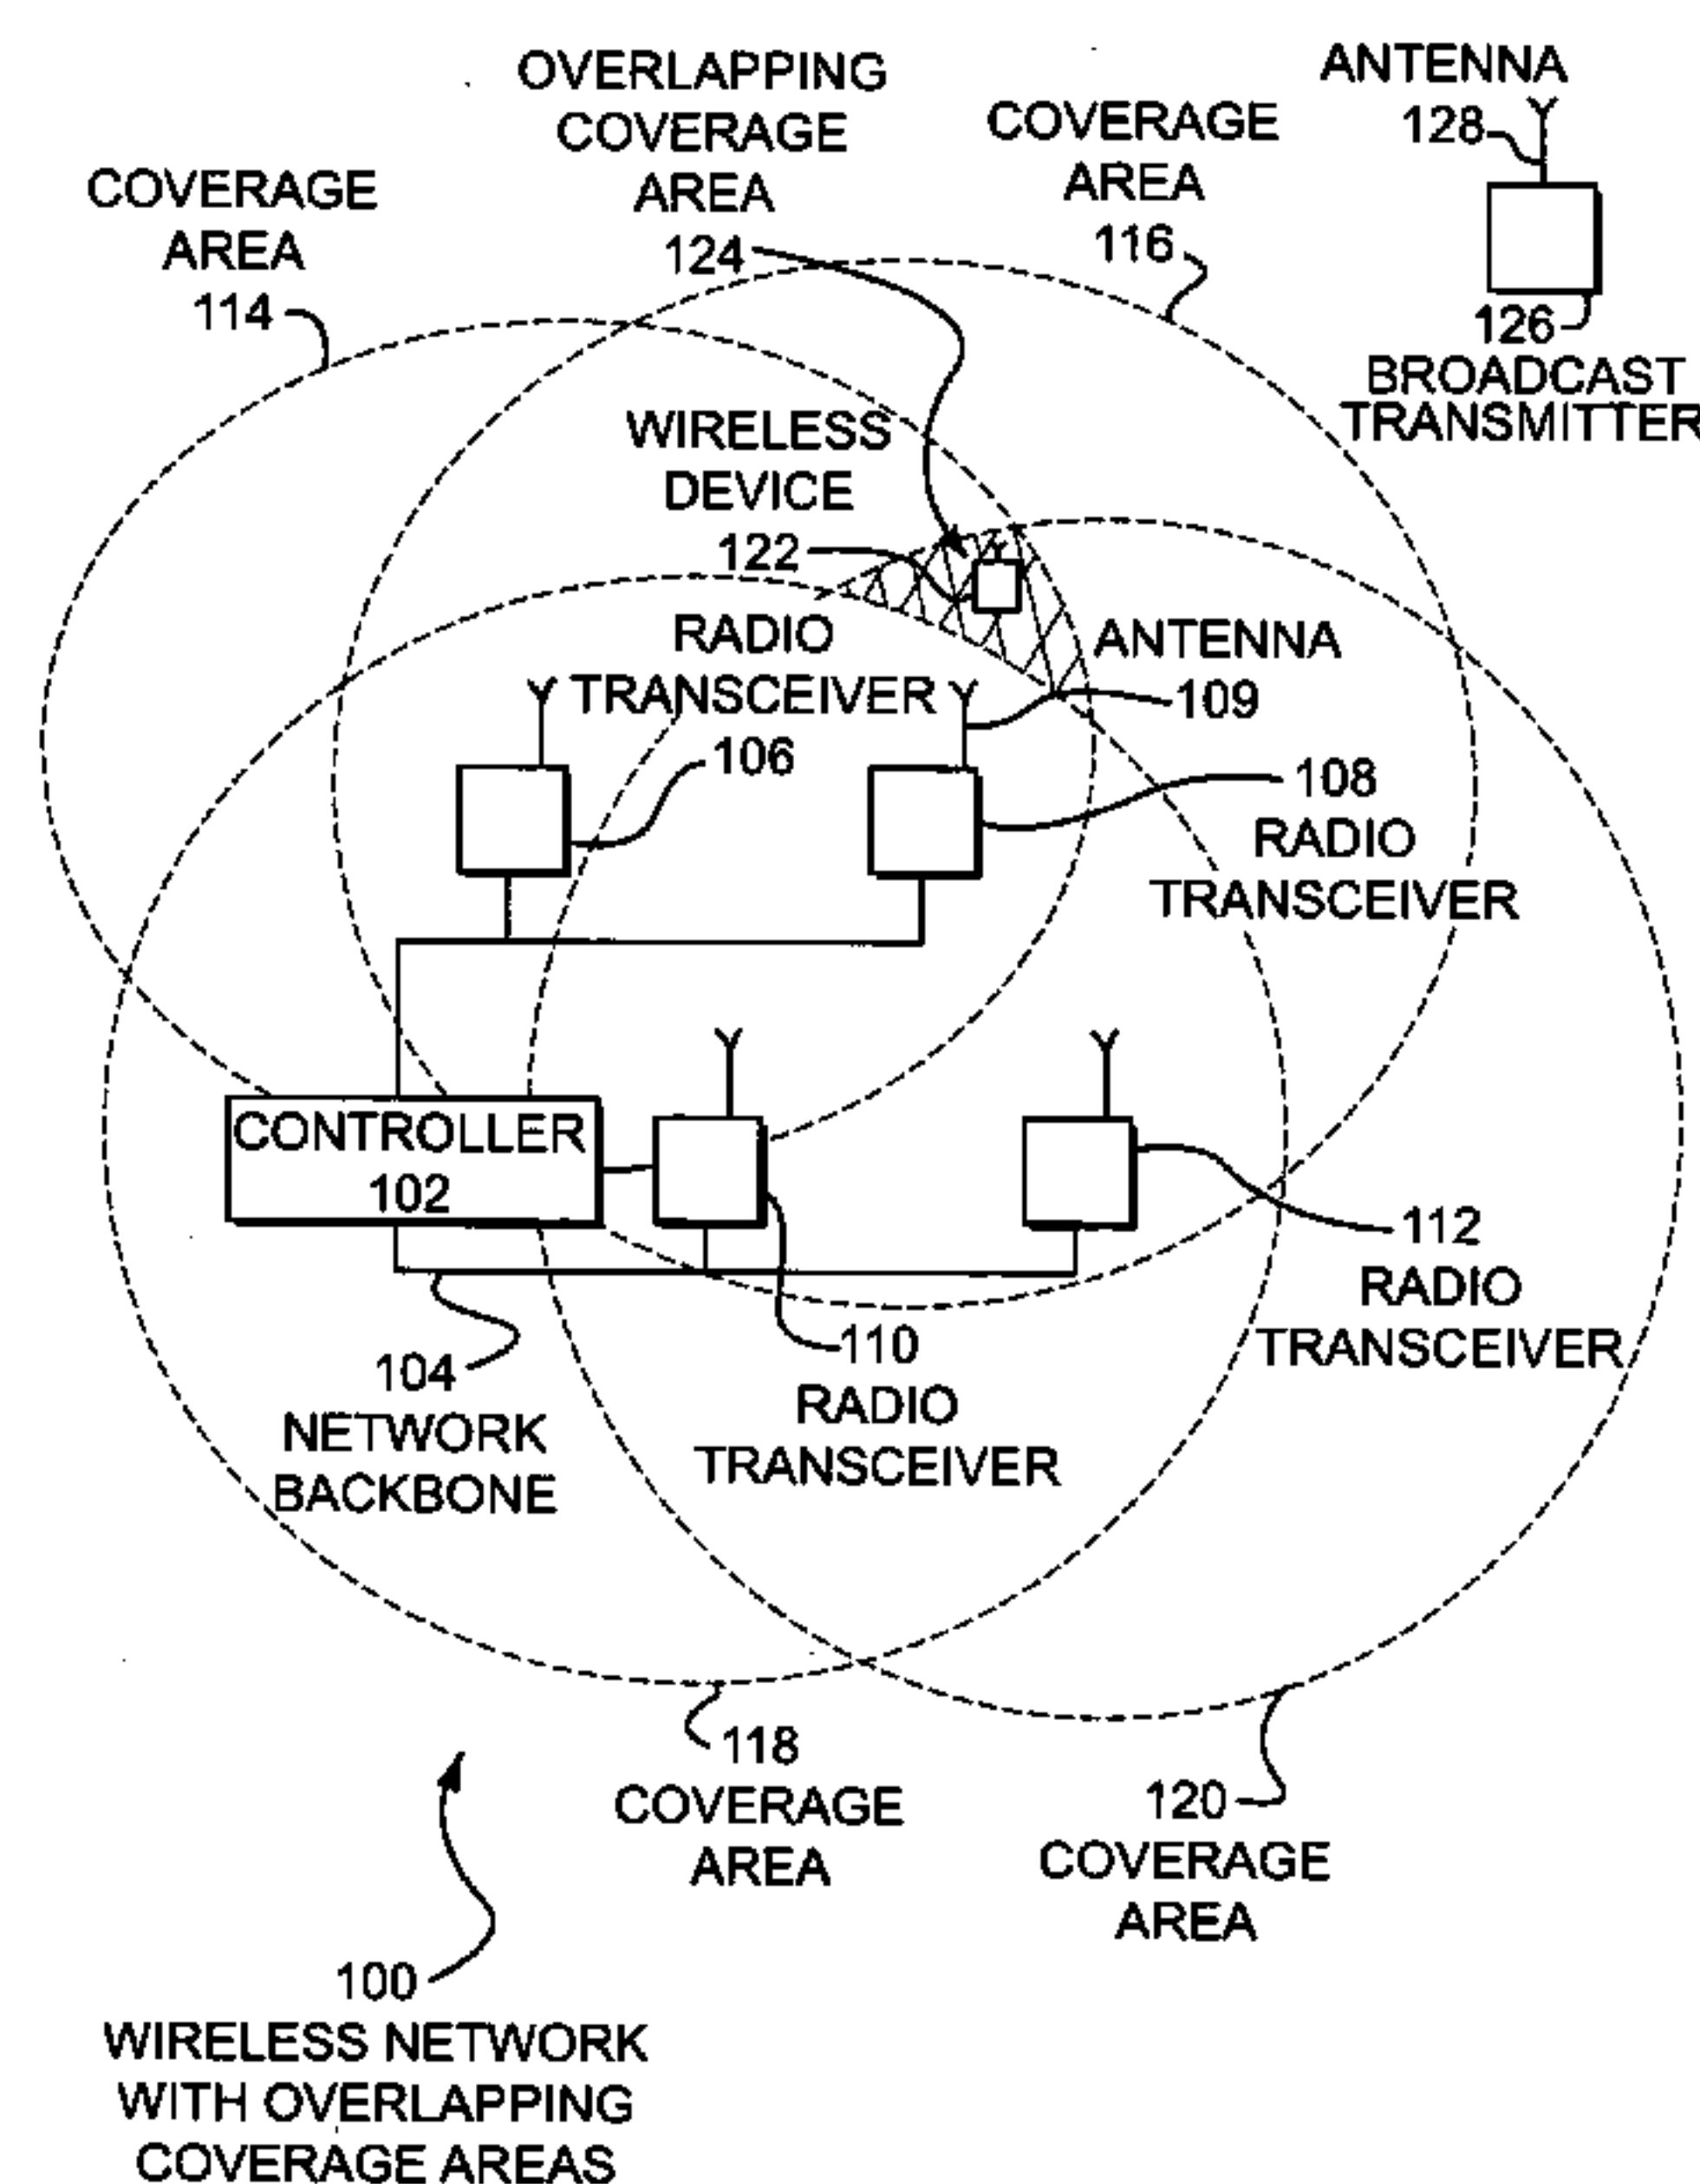 OVERLAPPING
COVERAGE
AREA
124
COVERAGE
AREA
116
ANTENNA
128
126
BROADCAST
TRANSMITTER
COVERAGE
AREA
114
WIRELESS
DEVICE
122
RADIO
TRANSCEIVER
106
ANTENNA
109
108
RADIO
TRANSCEIVER
CONTROLLER
102
112
RADIO
TRANSCEIVER
110
RADIO
TRANSCEIVER
104
NETWORK
BACKBONE
118
COVERAGE
AREA
120
COVERAGE
AREA
100
WIRELESS NETWORK
WITH OVERLAPPING
COVERAGE AREAS